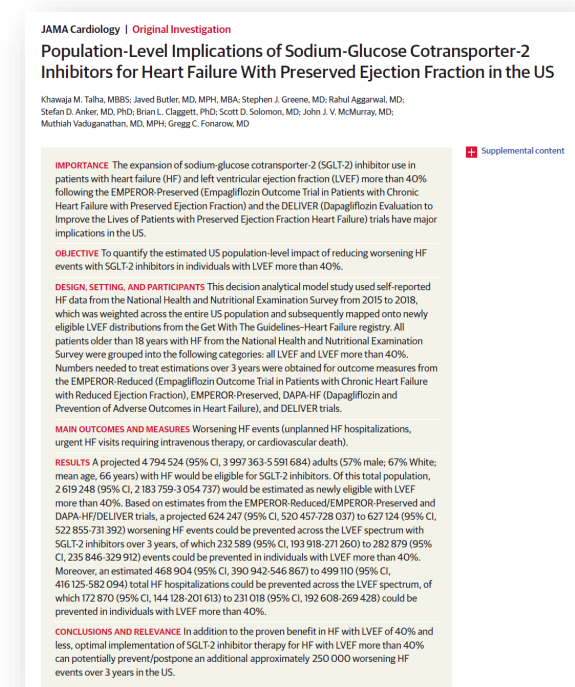 JAMA Cardiology | Original Investigation
Population-Level Implications of Sodium-Glucose Cotransporter-2
Inhibitors for Heart Failure With Preserved Ejection Fraction in the US
Khawaja M. Talha, MBBS; Javed Butler, MD, MPH, MBA; Stephen J. Greene, MD; Rahul Aggarwal, MD;
Stefan D. Anker, MD, PhD; Brian L. Claggett, PhD; Scott D. Solomon, MD; John J. V. McMurray, MD;
Muthiah Vaduganathan, MD, MPH; Gregg C. Fonarow, MD
Supplemental content
IMPORTANCE The expansion of sodium-glucose cotransporter-2 (SGLT-2) inhibitor use in
patients with heart failure (HF) and left ventricular ejection fraction (LVEF) more than 40%
following the EMPEROR-Preserved (Empagliflozin Outcome Trial in Patients with Chronic
Heart Failure with Preserved Ejection Fraction) and the DELIVER (Dapagliflozin Evaluation to
Improve the Lives of Patients with Preserved Ejection Fraction Heart Failure) trials have major
implications in the US.
OBJECTIVE To quantify the estimated US population-level impact of reducing worsening HF
events with SGLT-2 inhibitors in individuals with LVEF more than 40%.
DESIGN, SETTING, AND PARTICIPANTS This decision analytical model study used self-reported
HF data from the National Health and Nutritional Examination Survey from 2015 to 2018,
which was weighted across the entire US population and subsequently mapped onto newly
eligible LVEF distributions from the Get With The Guidelines–Heart Failure registry. All
patients older than 18 years with HF from the National Health and Nutritional Examination
Survey were grouped into the following categories: all LVEF and LVEF more than 40%.
Numbers needed to treat estimations over 3 years were obtained for outcome measures from
the EMPEROR-Reduced (Empagliflozin Outcome Trial in Patients with Chronic Heart Failure
with Reduced Ejection Fraction), EMPEROR-Preserved, DAPA-HF (Dapagliflozin and
Prevention of Adverse Outcomes in Heart Failure), and DELIVER trials.
MAIN OUTCOMES AND MEASURES Worsening HF events (unplanned HF hospitalizations,
urgent HF visits requiring intravenous therapy, or cardiovascular death).
RESULTS A projected 4 794 524 (95% CI, 3 997 363-5 591 684) adults (57% male; 67% White;
mean age, 66 years) with HF would be eligible for SGLT-2 inhibitors. Of this total population,
2 619 248 (95% CI, 2 183 759-3 054 737) would be estimated as newly eligible with LVEF
more than 40%. Based on estimates from the EMPEROR-Reduced/EMPEROR-Preserved and
DAPA-HF/DELIVER trials, a projected 624 247 (95% CI, 520 457-728 037) to 627 124 (95% CI,
522 855-731 392) worsening HF events could be prevented across the LVEF spectrum with
SGLT-2 inhibitors over 3 years, of which 232 589 (95% CI, 193 918-271 260) to 282 879 (95%
CI, 235 846-329 912) events could be prevented in individuals with LVEF more than 40%.
Moreover, an estimated 468 904 (95% CI, 390 942-546 867) to 499 110 (95% CI,
416 125-582 094) total HF hospitalizations could be prevented across the LVEF spectrum, of
which 172 870 (95% CI, 144 128-201 613) to 231 018 (95% CI, 192 608-269 428) could be
prevented in individuals with LVEF more than 40%.
CONCLUSIONS AND RELEVANCE In addition to the proven benefit in HF with LVEF of 40% and
less, optimal implementation of SGLT-2 inhibitor therapy for HF with LVEF more than 40%
can potentially prevent/postpone an additional approximately 250 000 worsening HF
events over 3 years in the US.